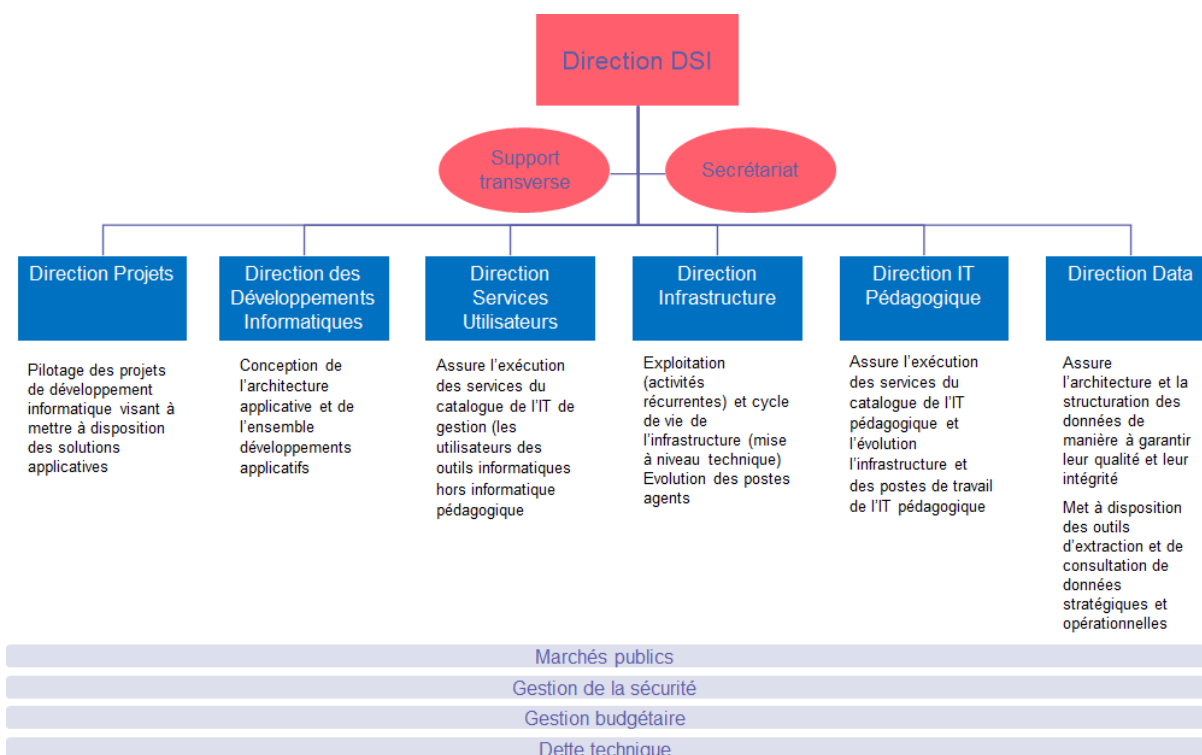 Direction DSI
Support
transverse
Secrétariat
Direction Projets
Direction des
Développements
Informatiques
Direction
Services
Utilisateurs
Direction
Infrastructure
Direction IT
Pédagogique
Direction Data
Pilotage des projets
de développement
informatique visant à
mettre à disposition
des solutions
applicatives
Conception de
l'architecture
applicative et de
l'ensemble
développements
applicatifs
Assure l'exécution
des services du
catalogue de l'IT de
gestion (les
utilisateurs des
outils informatiques
hors informatique
pédagogique
Exploitation
(activités
récurrentes) et cycle
de vie de
l'infrastructure (mise
à niveau technique)
Evolution des postes
agents
Assure l'exécution
des services du
catalogue de l'IT
pédagogique et
l'évolution
l'infrastructure et
des postes de travail
de l'IT pédagogique
Assure
l'architecture et la
structuration des
données de
manière à garantir
leur qualité et leur
intégrité
Met à disposition
des outils
d'extraction et de
consultation de
données
stratégiques et
opérationnelles
Marchés publics
Gestion de la sécurité
Gestion budgétaire
Dette technique